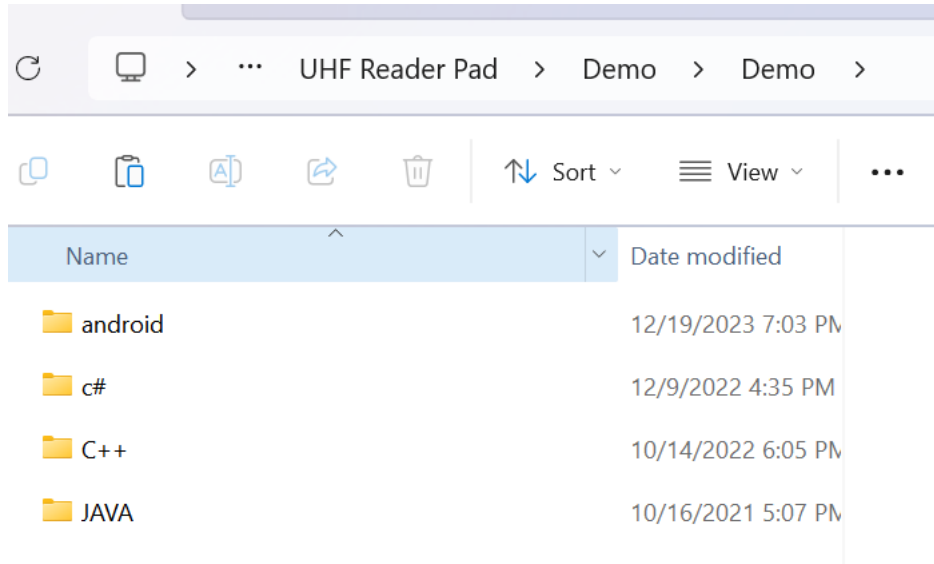 UHF Reader Pad > Demo > Demo >
Sort View
Name Date modified
android 12/19/2023 7:03 PM
c# 12/9/2022 4:35 PM
C++ 10/14/2022 6:05 PM
JAVA 10/16/2021 5:07 PM